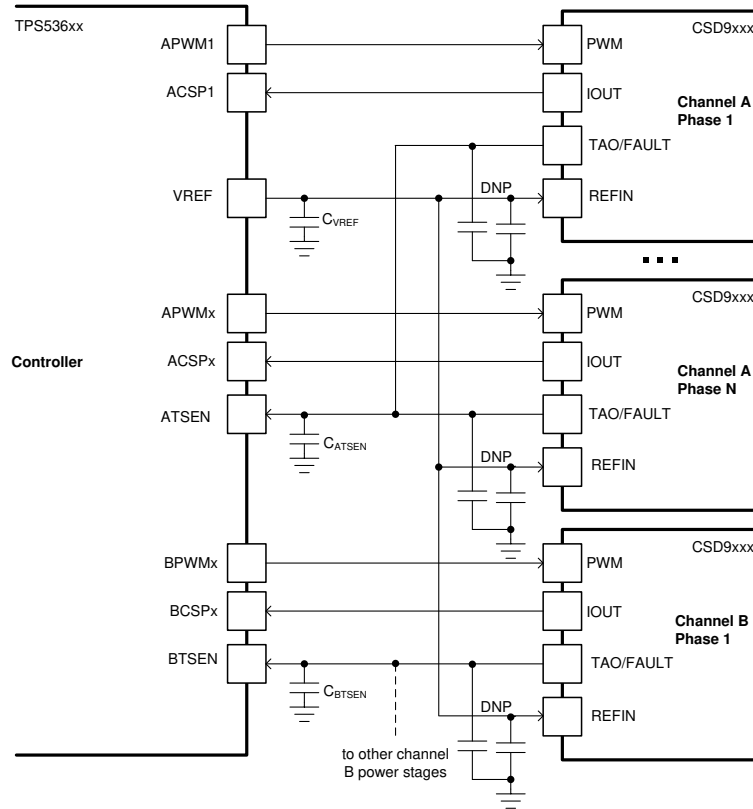 TPS536xx
APWM1
ACSP1
VREF
CVREF
APWMx
ACSPx
Controller
ATSEN
CATSEN
BPWMx
BCSPx
BTSEN
CBTSEN
to other channel
B power stages
CSD9xxx
PWM
IOUT
Channel A
Phase 1
TAO/FAULT
DNP
REFIN
...
CSD9xxx
PWM
IOUT
Channel A
Phase N
TAO/FAULT
DNP
REFIN
CSD9xxx
PWM
IOUT
Channel B
Phase 1
TAO/FAULT
DNP
REFIN